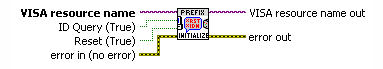 VISA resource name
ID Query (True)
Reset (True)
error in (no error)
PREFIX
INITIALIZE
VISA resource name out
error out